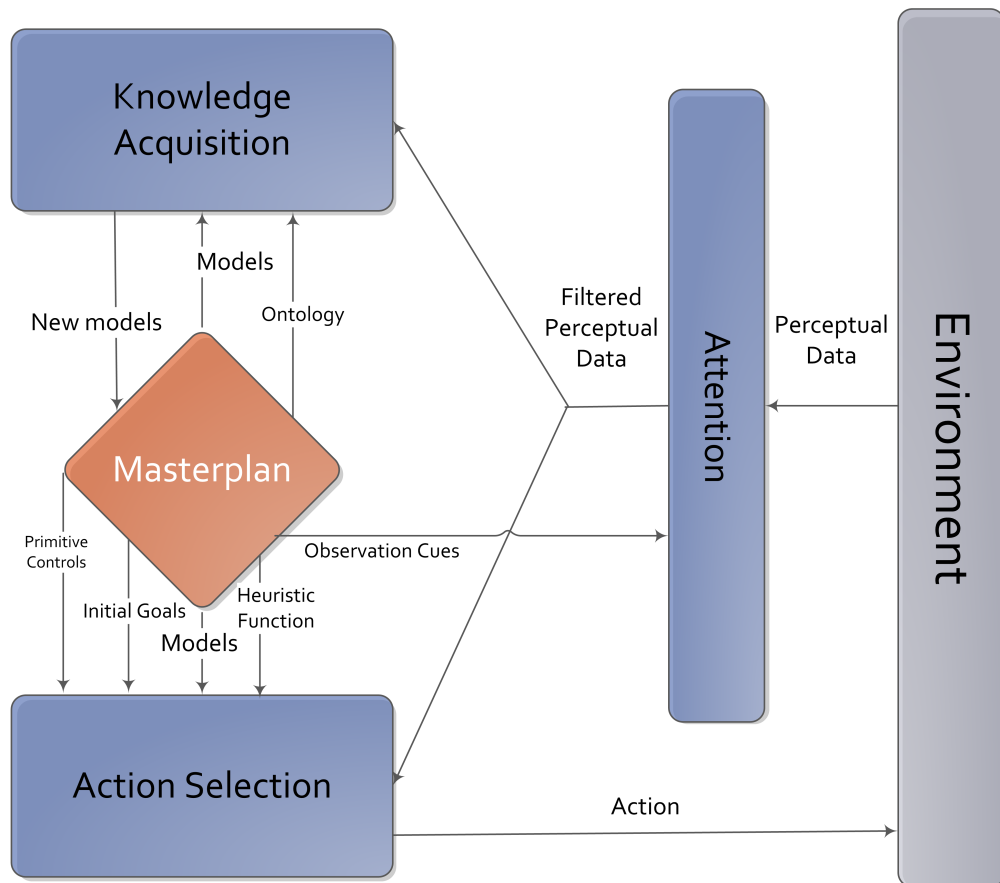 Knowledge
Acquisition
Models
New models
Ontology
Filtered
Perceptual
Data
Perceptual
Data
Attention
Environment
Masterplan
Primitive
Controls
Observation Cues
Initial Goals
Heuristic
Function
Models
Action Selection
Action